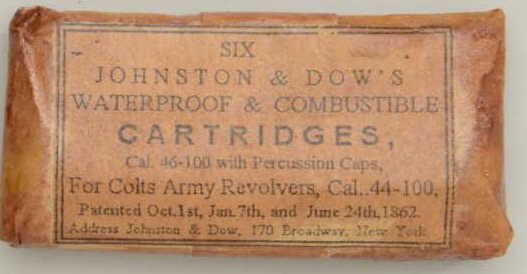 SIX
JOHNSTON & DOW'S
WATERPROOF & COMBUSTIBLE
CARTRIDGES,
Cal. 46-100 with Percussion Caps,
For Colts Army Revolvers, Cal. 44-100,
Patented Oct. 1st, Jan. 7th, and June 24th, 1862.
Address Johnston & Dow, 170 Broadway, New York